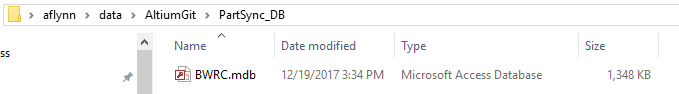 aflynn > data > AltiumGit > PartSync_DB
ss
Name Date modified Type Size
BWRC.mdb 12/19/2017 3:34 PM Microsoft Access Database 1,348 KB